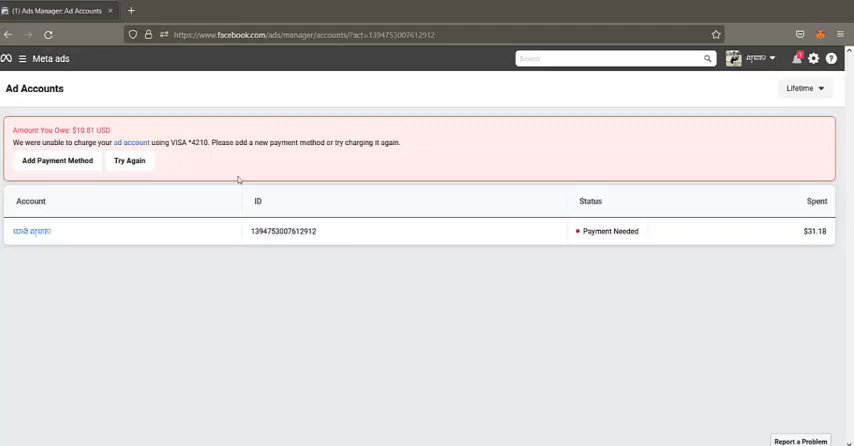 (1) Ads Manager: Ad Accounts
https://www.facebook.com/ads/manager/accounts/?act=1394753007612912
Meta ads
Search
1
Ad Accounts
Lifetime
Amount You Owe: $10.81 USD
We were unable to charge your ad account using VISA *4210. Please add a new payment method or try charging it again.
Add Payment Method Try Again
Account ID Status Spent
1394753007612912 Payment Needed $31.18
Report a Problem